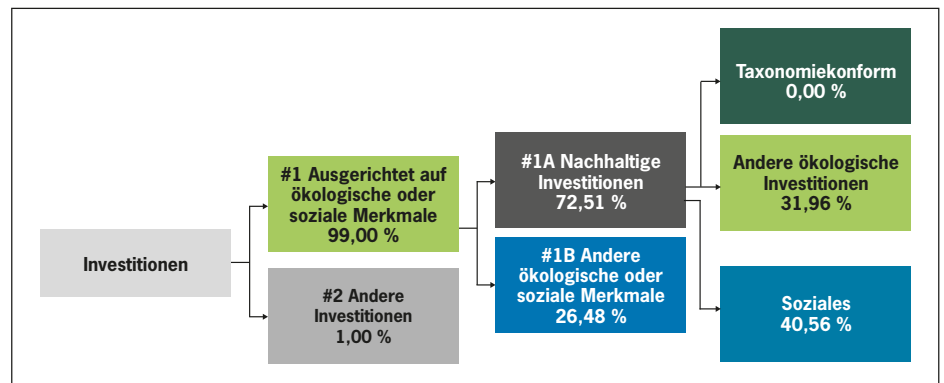 Investitionen
#1 Ausgerichtet auf
ökologische oder
soziale Merkmale
99,00 %
#2 Andere
Investitionen
1,00 %
#1A Nachhaltige
Investitionen
72,51 %
#1B Andere
ökologische oder
soziale Merkmale
26,48 %
Taxonomiekonform
0,00 %
Andere ökologische
Investitionen
31,96 %
Soziales
40,56 %